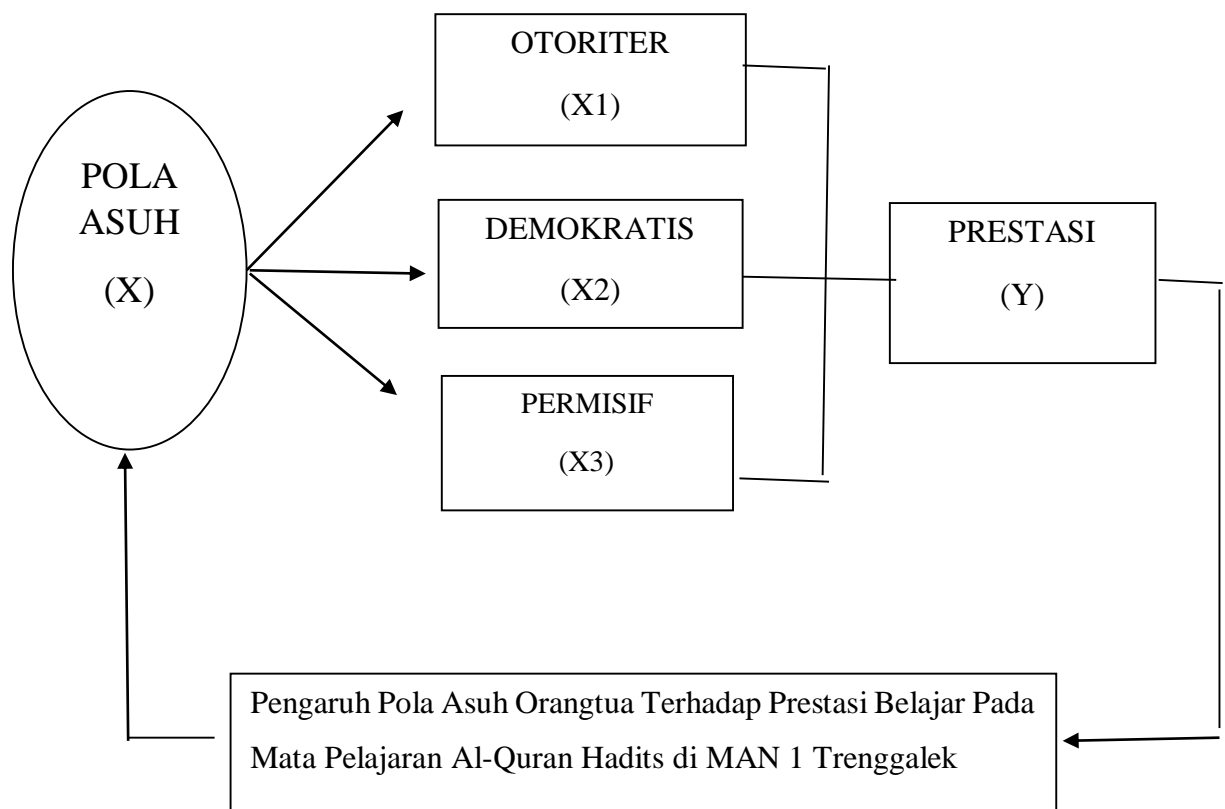 POLA
ASUH
(X)
OTORITER
(X1)
DEMOKRATIS
(X2)
PERMISIF
(X3)
PRESTASI
(Y)
Pengaruh Pola Asuh Orangtua Terhadap Prestasi Belajar Pada
Mata Pelajaran Al-Quran Hadits di MAN 1 Trenggalek